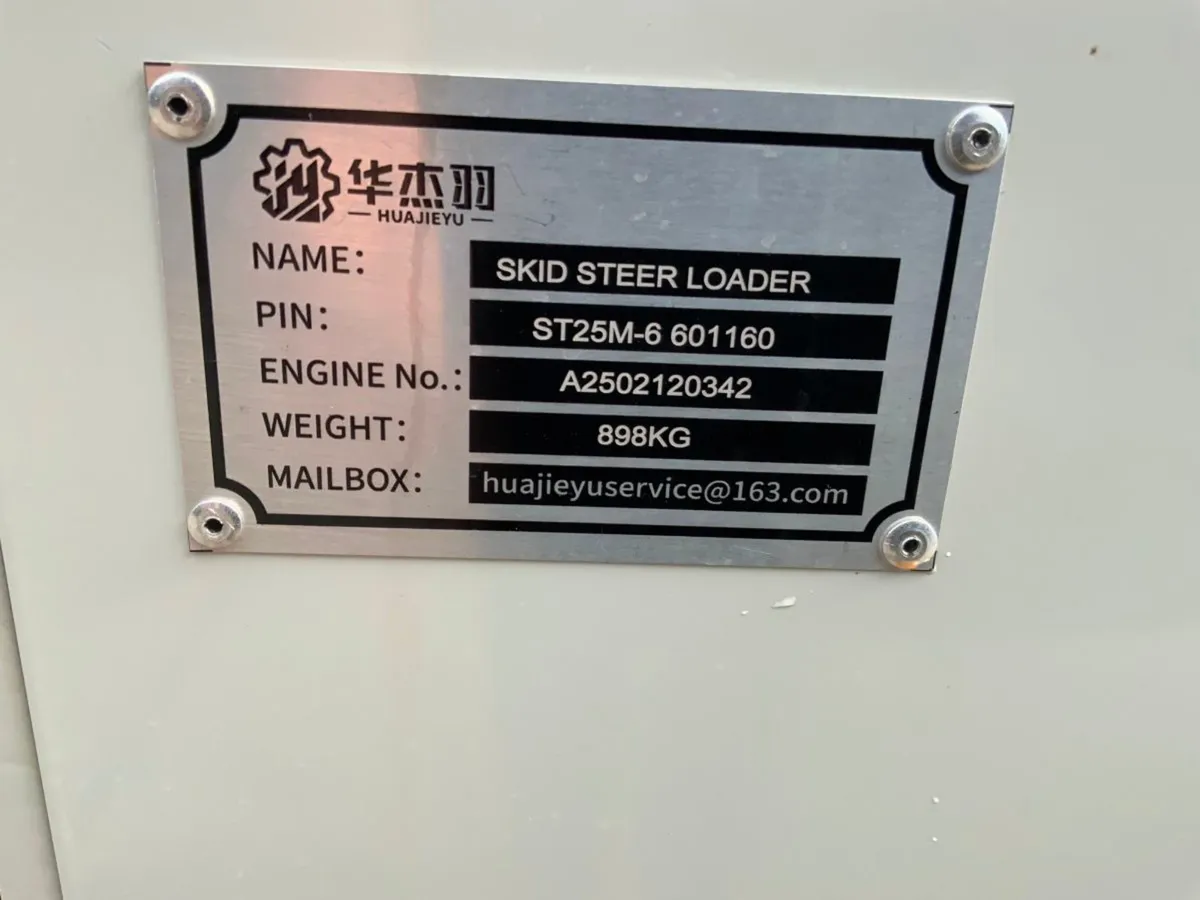 华杰羽
— HUAJIEYU —
NAME: SKID STEER LOADER
PIN: ST25M-6 601160
ENGINE No.: A2502120342
WEIGHT: 898KG
MAILBOX: huajieyuservice@163.com